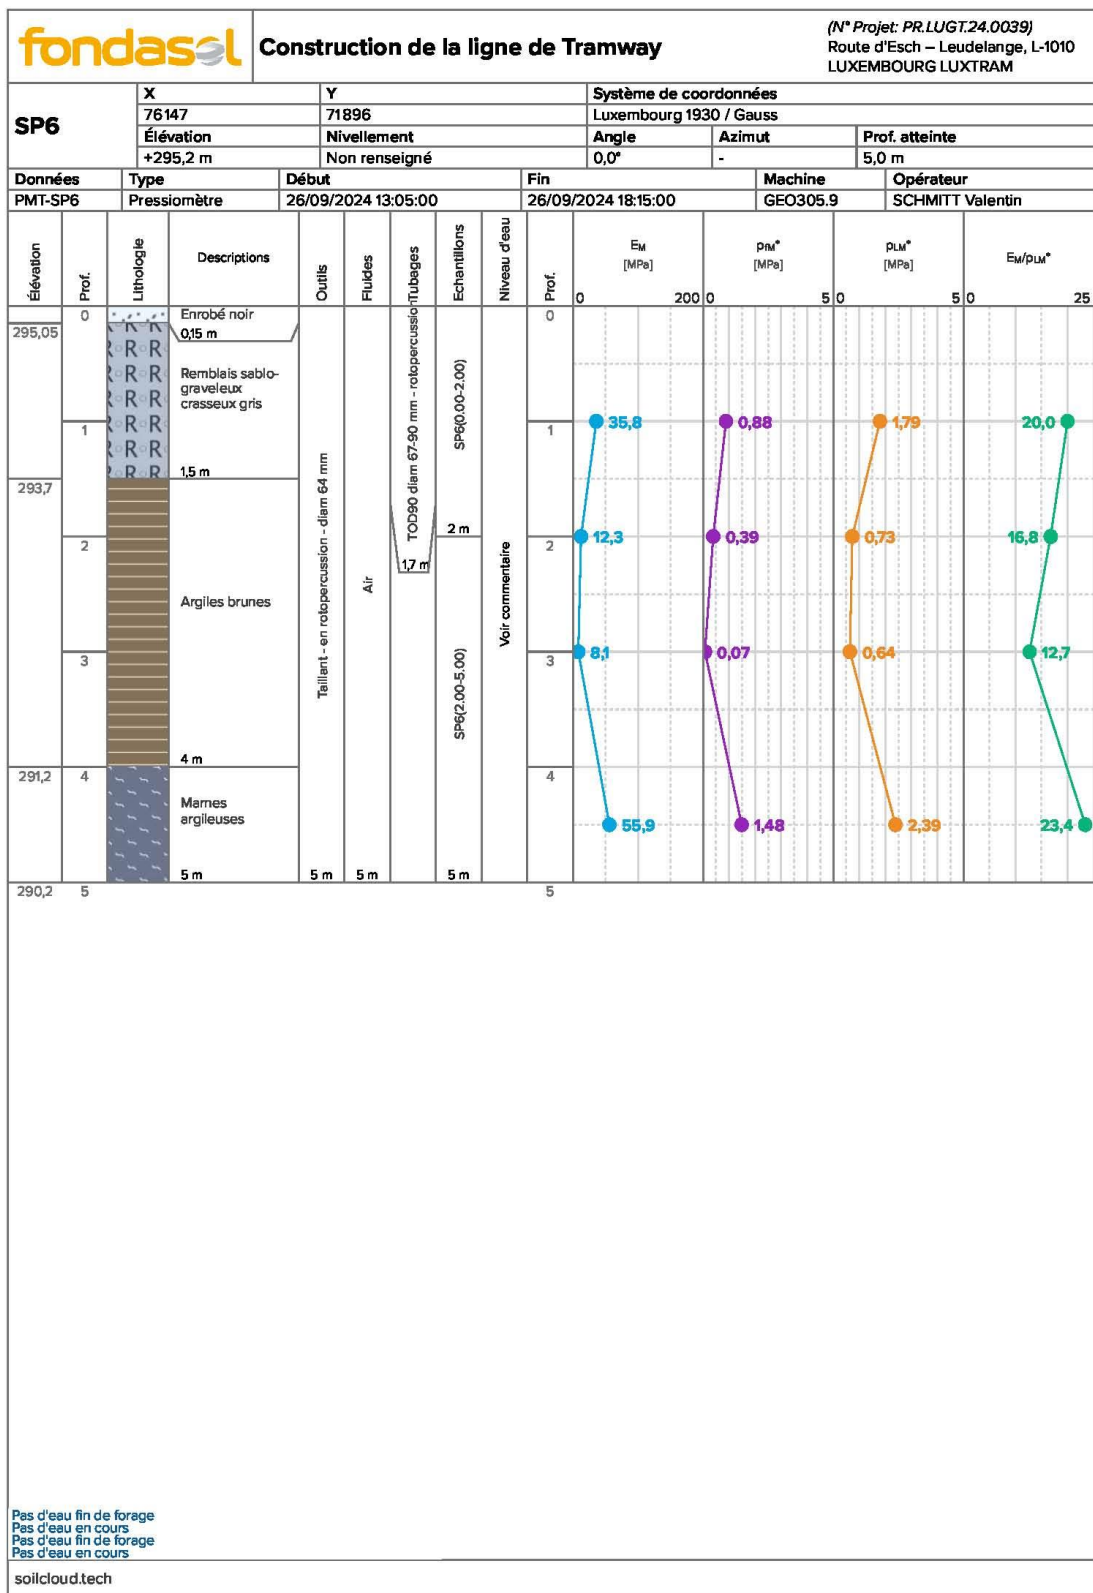 fondasol
Construction de la ligne de Tramway
(N° Projet: PR.LUGT.24.0039)
Route d'Esch – Leudelange, L-1010
LUXEMBOURG LUXTRAM
SP6
X
Y
Système de coordonnées
76147
71896
Luxembourg 1930 / Gauss
Élévation
Nivellement
Angle
Azimut
Prof. atteinte
+295,2 m
Non renseigné
0,0°
-
5,0 m
Données
Type
Début
Fin
Machine
Opérateur
PMT-SP6
Pressiomètre
26/09/2024 13:05:00
26/09/2024 18:15:00
GEO305.9
SCHMITT Valentin
Élévation
Prof.
Lithologie
Descriptions
Outils
Fluides
Tubages
Echantillons
Niveau d'eau
Prof.
EM
[MPa]
0
200
pfM*
[MPa]
0
5
pLM*
[MPa]
0
5
EM/pLM*
0
25
0
Enrobé noir
0
295,05
0,15 m
R R
R R R
R R
R R R
R R
R R R
R R
Remblais sablo-
graveleux
crasseux gris
1
1
35,8
0,88
1,79
20,0
1,5 m
293,7
2 m
2
2
12,3
0,39
0,73
16,8
1,7 m
Argiles brunes
Taillant - en rotopercussion - diam 64 mm
Air
TOD90 diam 67-90 mm - rotopercussion
SP6(0.00-2.00)
SP6(2.00-5.00)
Voir commentaire
3
3
8,1
0,07
0,64
12,7
4 m
291,2
4
4
Marnes
argileuses
55,9
1,48
2,39
23,4
5 m
5 m
5 m
5 m
290,2
5
5
Pas d'eau fin de forage
Pas d'eau en cours
Pas d'eau fin de forage
Pas d'eau en cours
soilcloud.tech